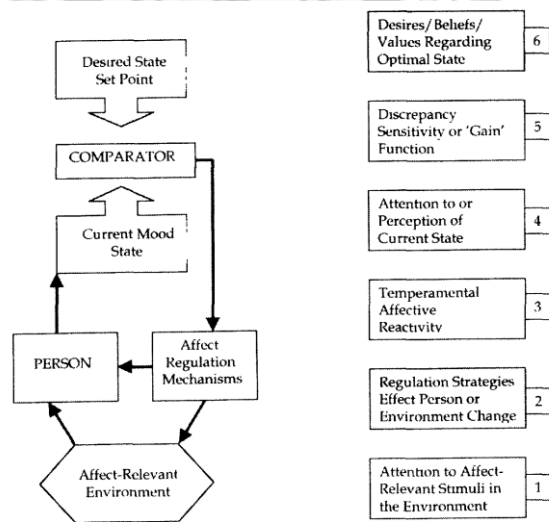 Desired State
Set Point
COMPARATOR
Current Mood
State
PERSON
Affect
Regulation
Mechanisms
Affect-Relevant
Environment
Desires/Beliefs/
Values Regarding
Optimal State
6
Discrepancy
Sensitivity or 'Gain'
Function
5
Attention to or
Perception of
Current State
4
Temperamental
Affective
Reactivity
3
Regulation Strategies
Effect Person or
Environment Change
2
Attention to Affect-
Relevant Stimuli in
the Environment
1